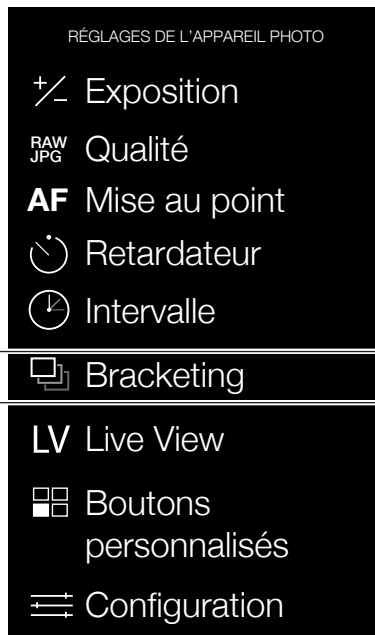 RÉGLAGES DE L'APPAREIL PHOTO
Exposition
RAW
JPG Qualité
AF Mise au point
Retardateur
Intervalle
Bracketing
LV Live View
Boutons
personnalisés
Configuration